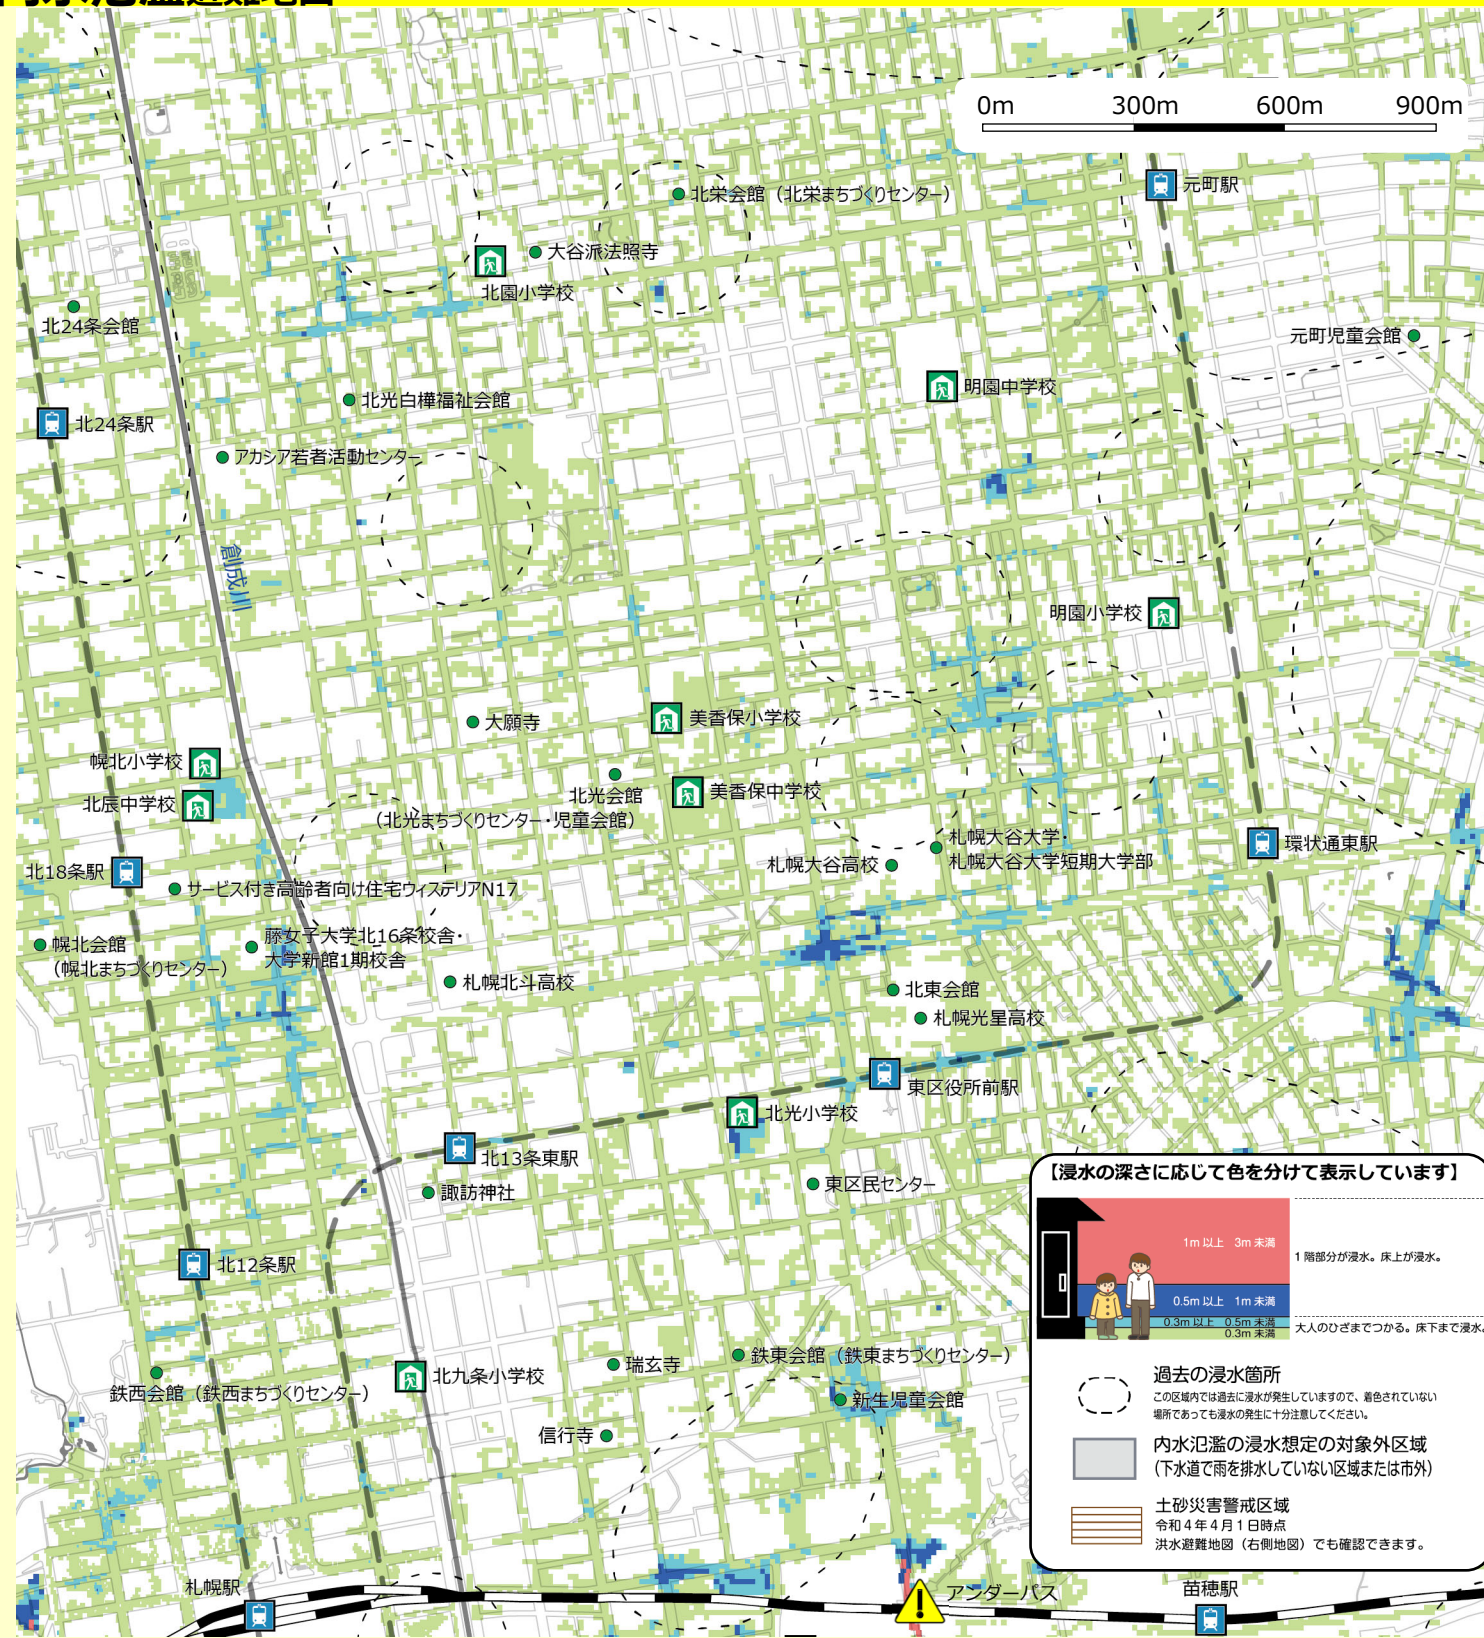 0m 300m 600m 900m
元町駅
北栄会館（北栄まちづくりセンター）
大谷派法照寺
北園小学校
北24条会館
元町児童会館
明園中学校
北光白樺福祉会館
北24条駅
アカシア若者活動センター
創成川
明園小学校
大願寺
美香保小学校
幌北小学校
北光会館
（北光まちづくりセンター・児童会館）
美香保中学校
北辰中学校
札幌大谷大学・
札幌大谷大学短期大学部
環状通東駅
札幌大谷高校
北18条駅
サービス付き高齢者向け住宅ウィステリアN17
幌北会館
（幌北まちづくりセンター）
藤女子大学北16条校舎・
大学新館1期校舎
札幌北斗高校
北東会館
札幌光星高校
東区役所前駅
北光小学校
北13条東駅
諏訪神社
東区民センター
北12条駅
鉄東会館（鉄東まちづくりセンター）
瑞玄寺
北九条小学校
鉄西会館（鉄西まちづくりセンター）
新生児童会館
信行寺
札幌駅
アンダーパス
苗穂駅
【浸水の深さに応じて色を分けて表示しています】
1m 以上 3m 未満
1 階部分が浸水。床上が浸水。
0.5m 以上 1m 未満
0.3m 以上 0.5m 未満
0.3m 未満
大人のひざまでつかる。床下まで浸水。
過去の浸水箇所
この区域内では過去に浸水が発生していますので、着色されていない
場所であっても浸水の発生に十分注意してください。
内水氾濫の浸水想定の対象外区域
（下水道で雨を排水していない区域または市外）
土砂災害警戒区域
令和 4 年 4 月 1 日時点
洪水避難地図（右側地図）でも確認できます。